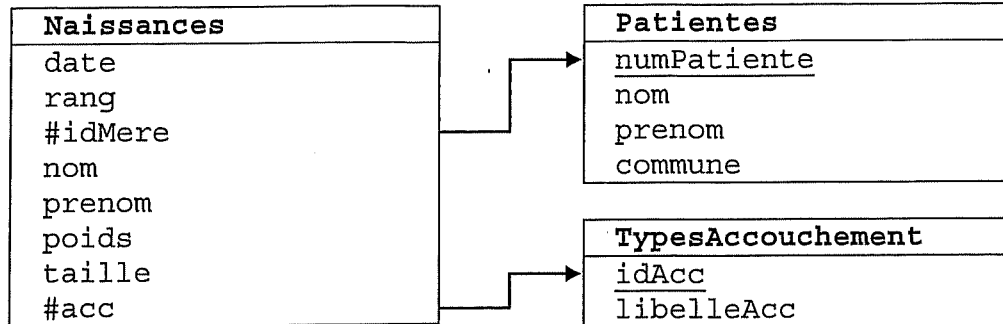 Naissances
date
rang
#idMere
nom
prenom
poids
taille
#acc
Patientes
numPatiente
nom
prenom
commune
TypesAccouchement
idAcc
libelleAcc